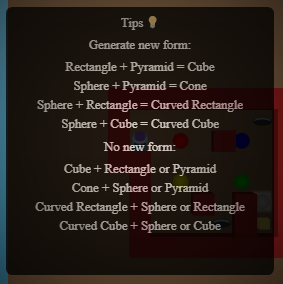 Tips
Generate new form:
Rectangle + Pyramid = Cube
Sphere + Pyramid = Cone
Sphere + Rectangle = Curved Rectangle
Sphere + Cube = Curved Cube
No new form:
Cube + Rectangle or Pyramid
Cone + Sphere or Pyramid
Curved Rectangle + Sphere or Rectangle
Curved Cube + Sphere or Cube